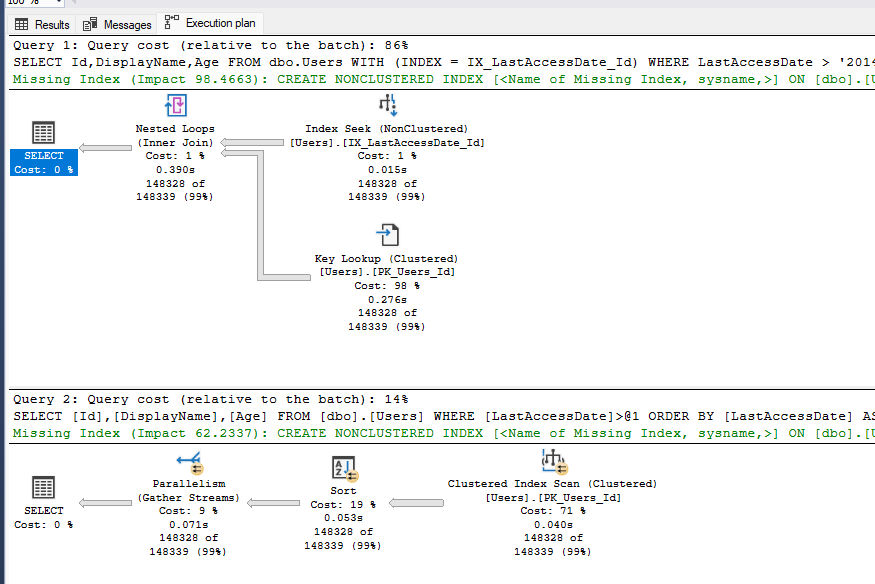 100 %
Results Messages Execution plan
Query 1: Query cost (relative to the batch): 86%
SELECT Id,DisplayName,Age FROM dbo.Users WITH (INDEX = IX_LastAccessDate_Id) WHERE LastAccessDate > '2014
Missing Index (Impact 98.4663): CREATE NONCLUSTERED INDEX [<Name of Missing Index, sysname,>] ON [dbo].[U
SELECT
Cost: 0 %
Nested Loops
(Inner Join)
Cost: 1 %
0.390s
148328 of
148339 (99%)
Index Seek (NonClustered)
[Users].[IX_LastAccessDate_Id]
Cost: 1 %
0.015s
148328 of
148339 (99%)
Key Lookup (Clustered)
[Users].[PK_Users_Id]
Cost: 98 %
0.276s
148328 of
148339 (99%)
Query 2: Query cost (relative to the batch): 14%
SELECT [Id],[DisplayName],[Age] FROM [dbo].[Users] WHERE [LastAccessDate]>@1 ORDER BY [LastAccessDate] AS
Missing Index (Impact 62.2337): CREATE NONCLUSTERED INDEX [<Name of Missing Index, sysname,>] ON [dbo].[U
SELECT
Cost: 0 %
Parallelism
(Gather Streams)
Cost: 9 %
0.071s
148328 of
148339 (99%)
Sort
Cost: 19 %
0.053s
148328 of
148339 (99%)
Clustered Index Scan (Clustered)
[Users].[PK_Users_Id]
Cost: 71 %
0.040s
148328 of
148339 (99%)